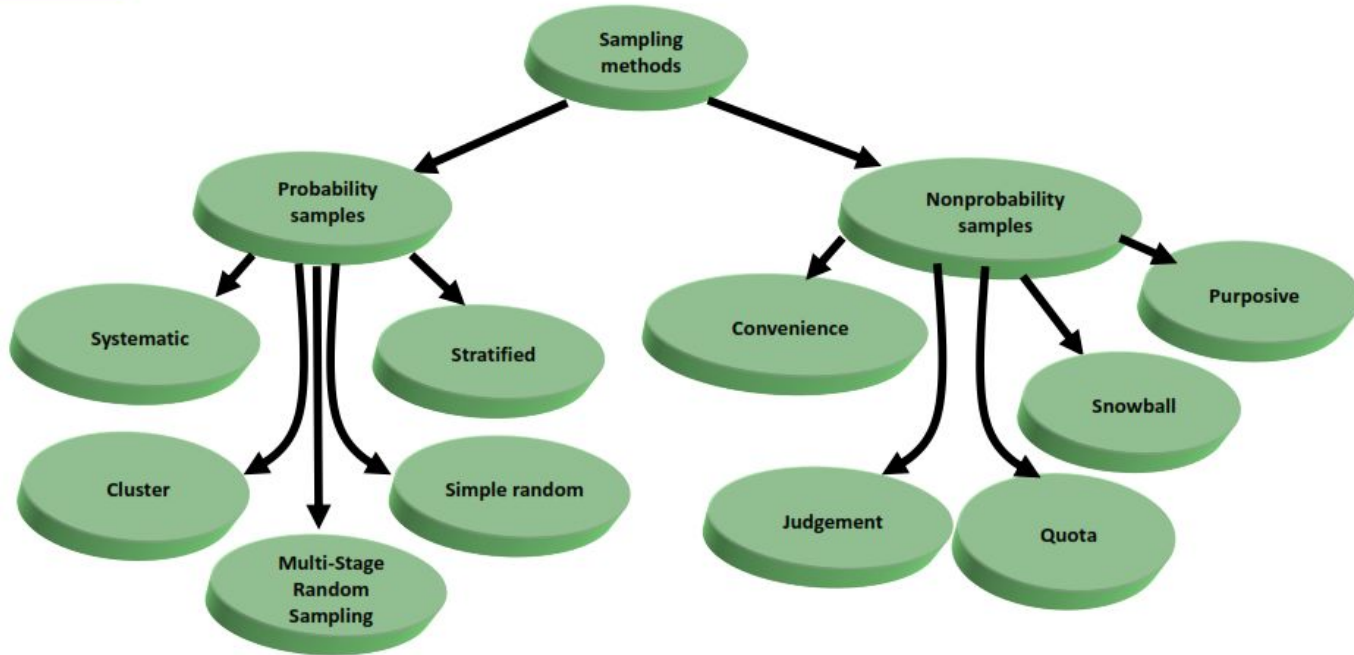 Sampling
methods
Probability
samples
Nonprobability
samples
Systematic
Stratified
Convenience
Purposive
Snowball
Cluster
Simple random
Multi-Stage
Random
Sampling
Judgement
Quota